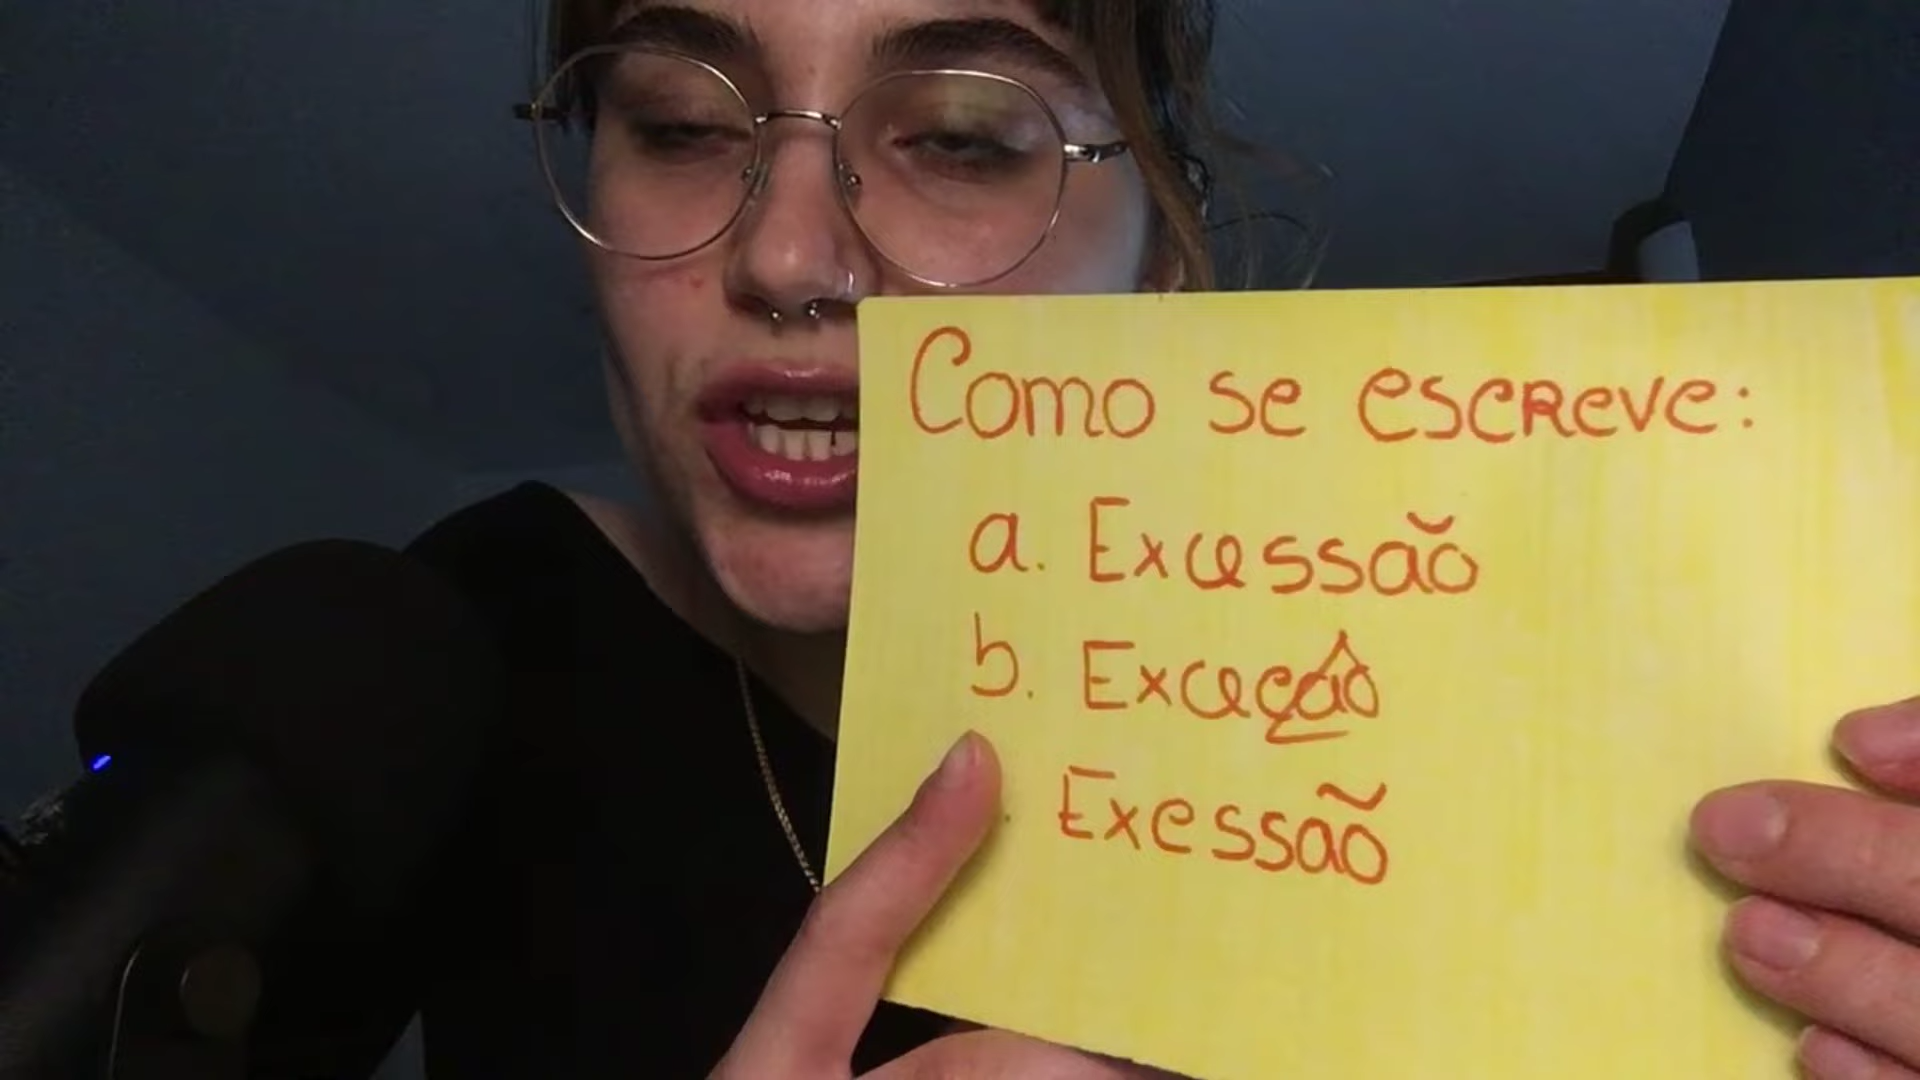 Como se escreve:
a. Excessão
b. Exceção
. Exessão